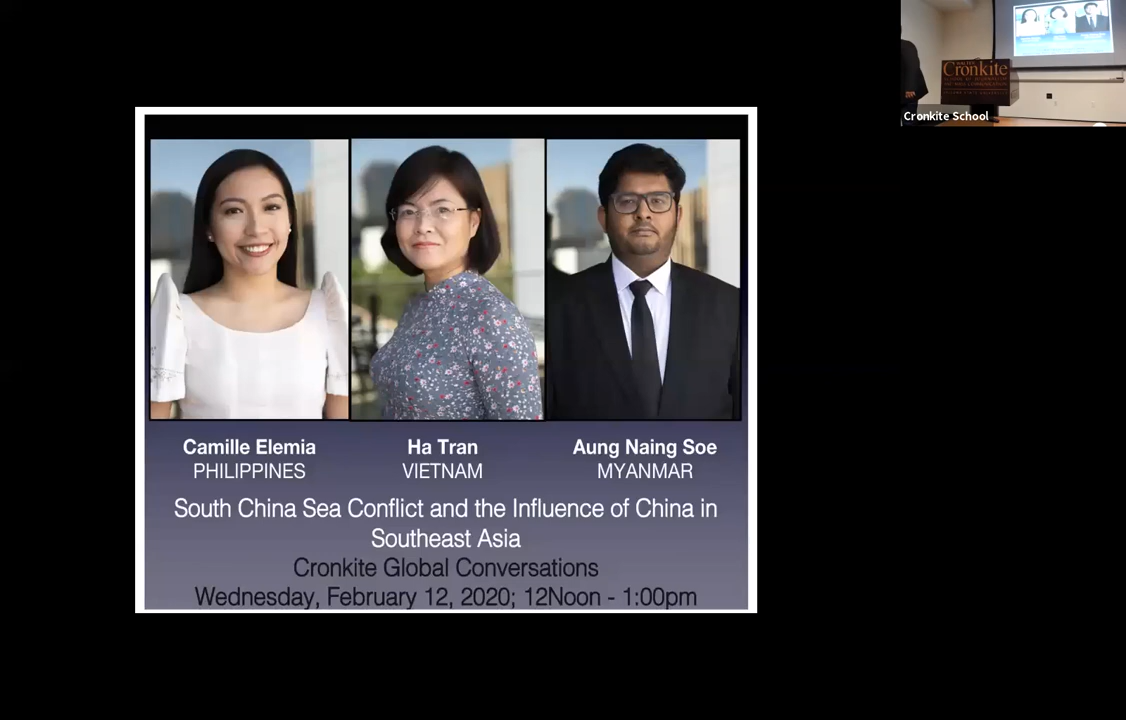 Camille Elemia
PHILIPPINES
Ha Tran
VIETNAM
Aung Naing Soe
MYANMAR
South China Sea Conflict and the Influence of China in
Southeast Asia
Cronkite Global Conversations
Wednesday, February 12, 2020; 12Noon - 1:00pm
Cronkite
Cronkite School